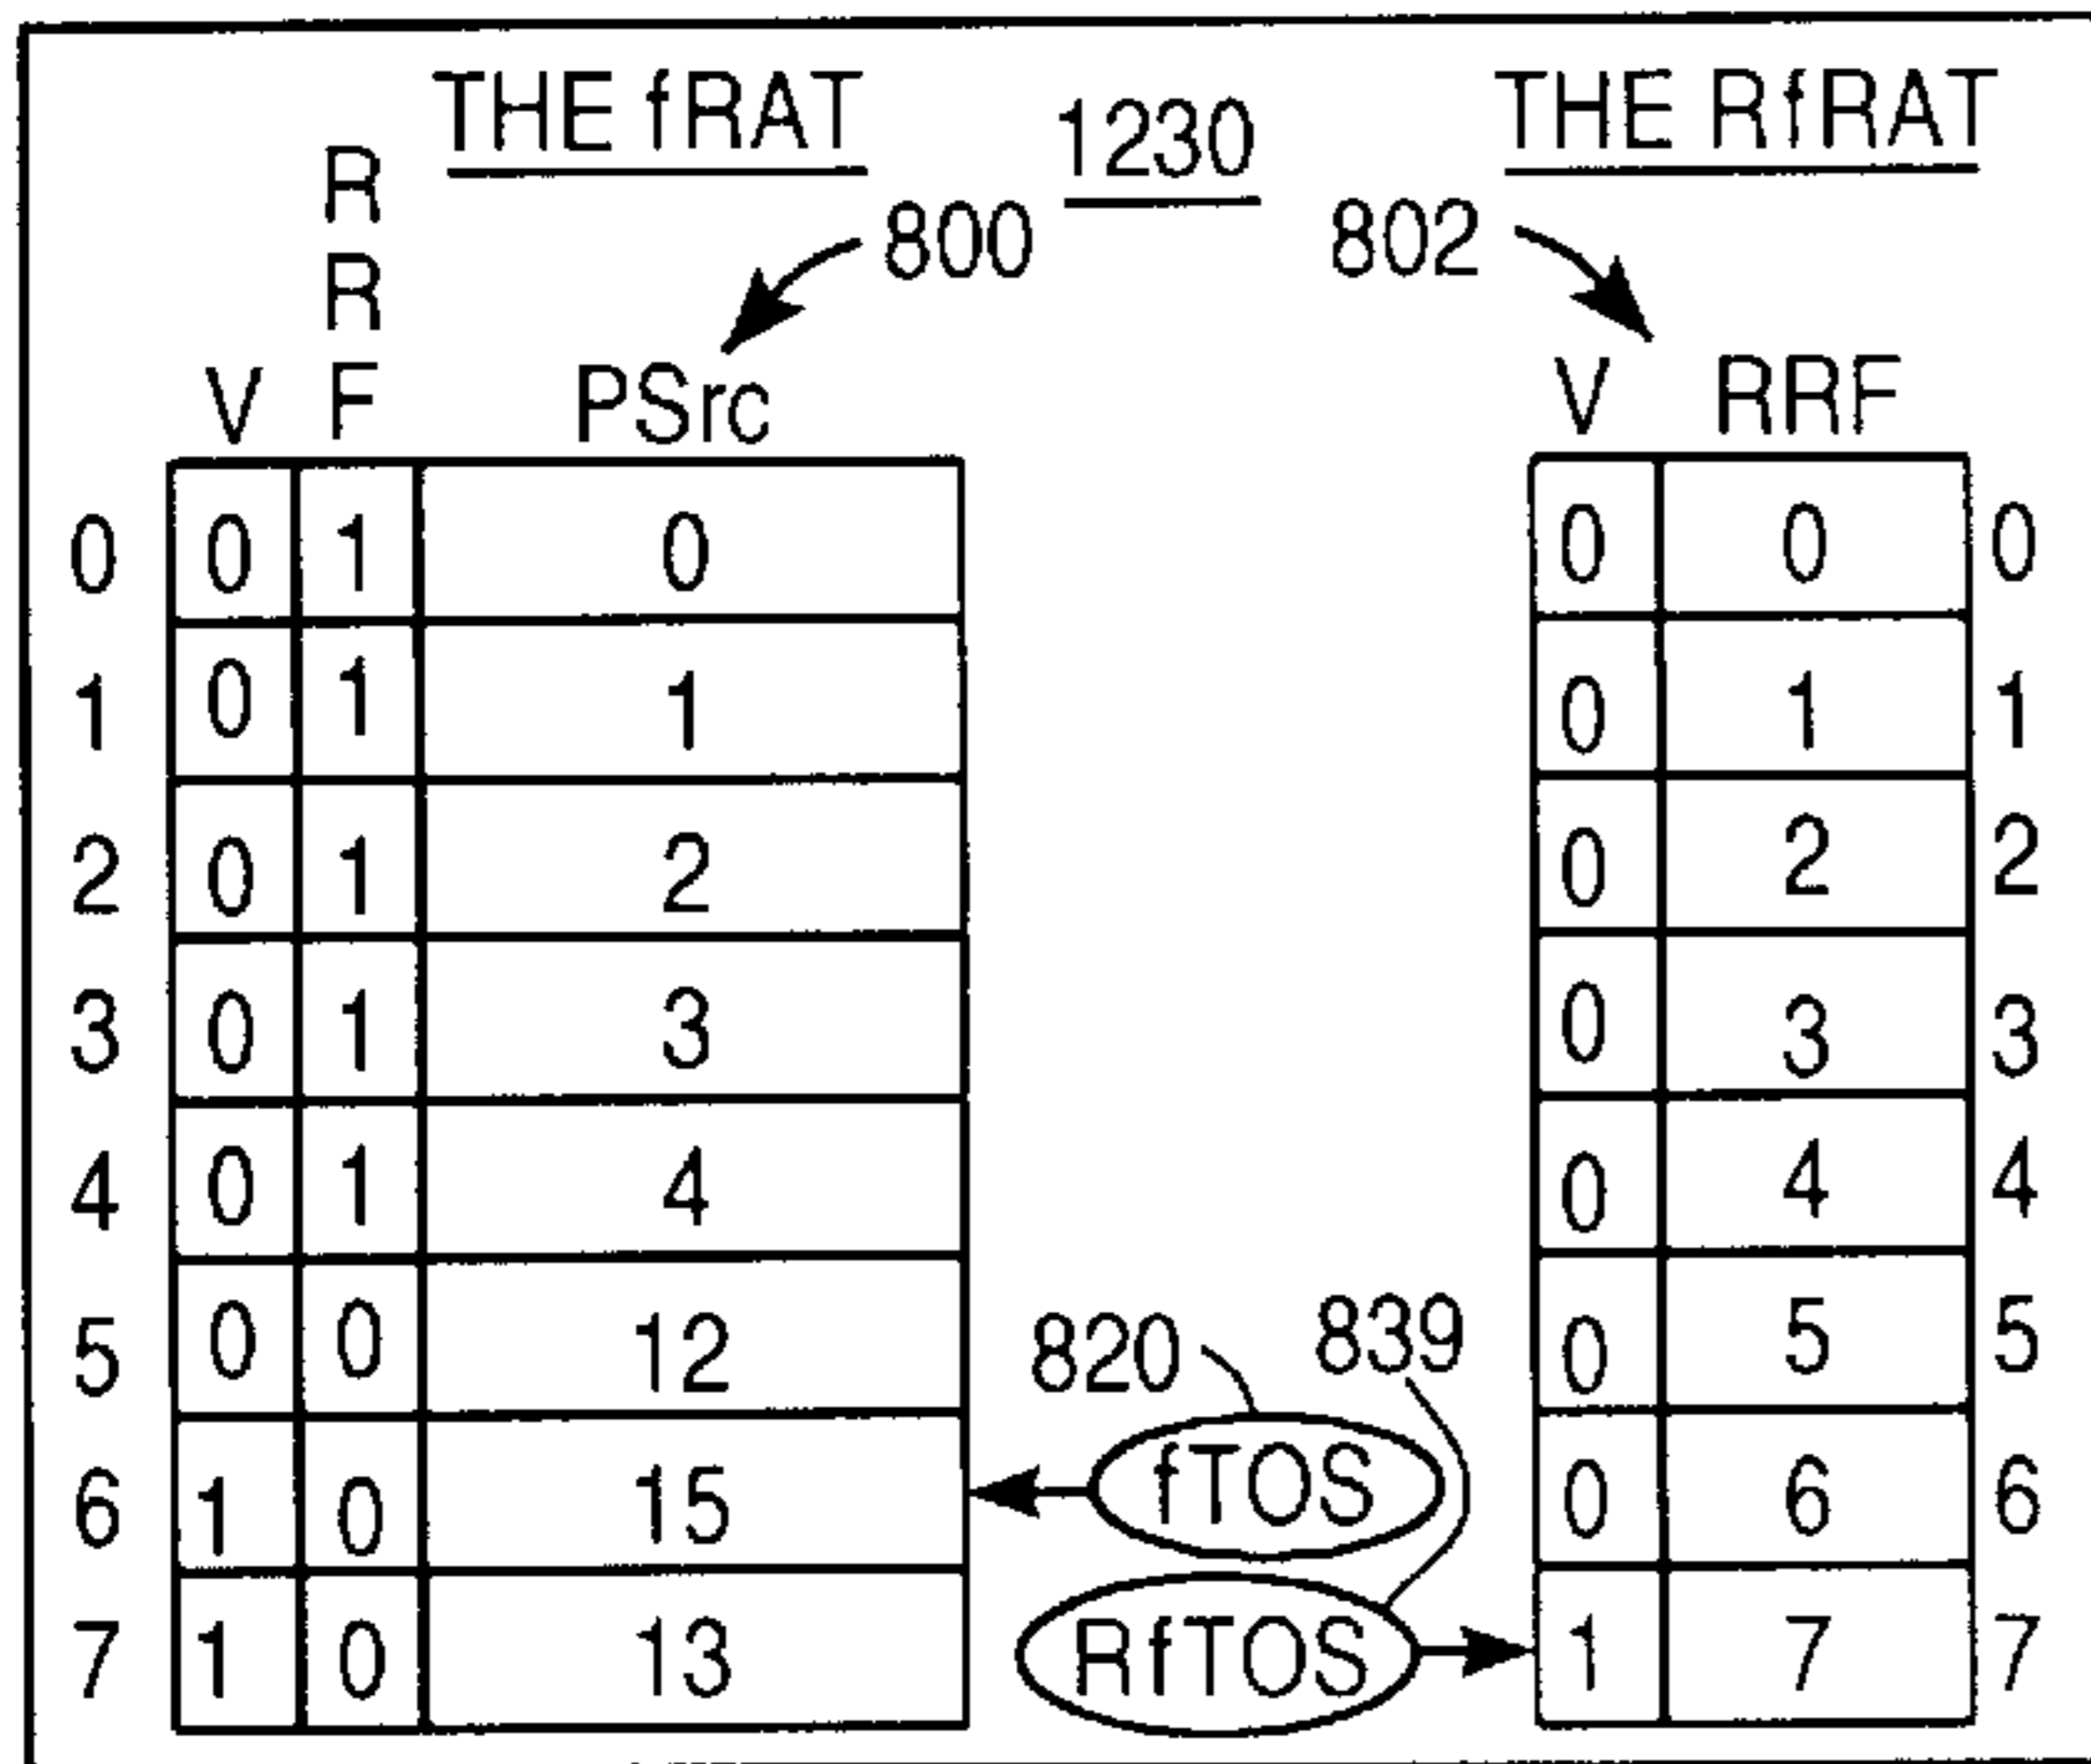 THE fRAT 1230 THE RfRAT
800 802
V RRF PSrc V RRF
0 0 1 0 0 0 0
1 0 1 1 0 1 1
2 0 1 2 0 2 2
3 0 1 3 0 3 3
4 0 1 4 0 4 4
5 0 0 12 820 839 0 5 5
6 1 0 15 fTOS 0 6 6
7 1 0 13 RfTOS 1 7 7